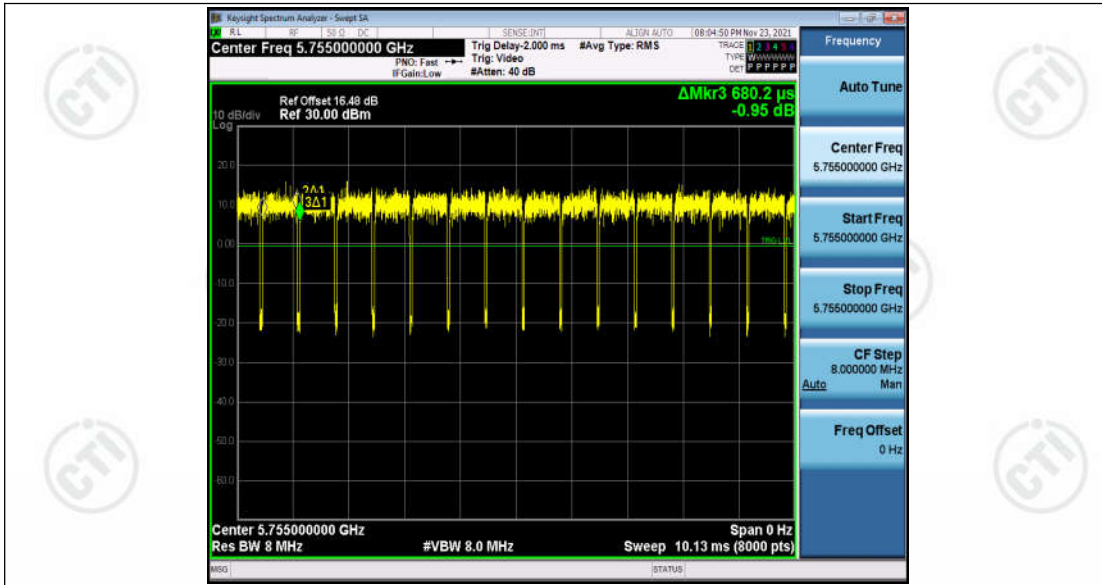 Keysight Spectrum Analyzer - Swept SA
RL RF 50 Ω DC SENSE:INT ALIGN AUTO 08:04:50 PM Nov 23, 2021
Center Freq 5.755000000 GHz
PNO: Fast
IFGain:Low
Trig Delay-2.000 ms
Trig: Video
#Atten: 40 dB
#Avg Type: RMS
TRACE 1 2 3 4 5 6
TYPE WWWWWW
DET P P P P P P
Frequency
Auto Tune
Center Freq
5.755000000 GHz
Start Freq
5.755000000 GHz
Stop Freq
5.755000000 GHz
CF Step
8.000000 MHz
Auto Man
Freq Offset
0 Hz
Ref Offset 16.48 dB
10 dB/div Ref 30.00 dBm
Log
ΔMkr3 680.2 µs
-0.95 dB
20.0
10.0
0.00
-10.0
-20.0
-30.0
-40.0
-50.0
-60.0
2Δ1
3Δ1
TRIG LVL
Center 5.755000000 GHz
Span 0 Hz
Res BW 8 MHz #VBW 8.0 MHz Sweep 10.13 ms (8000 pts)
MSG STATUS
CTI
CTI
CTI
CTI